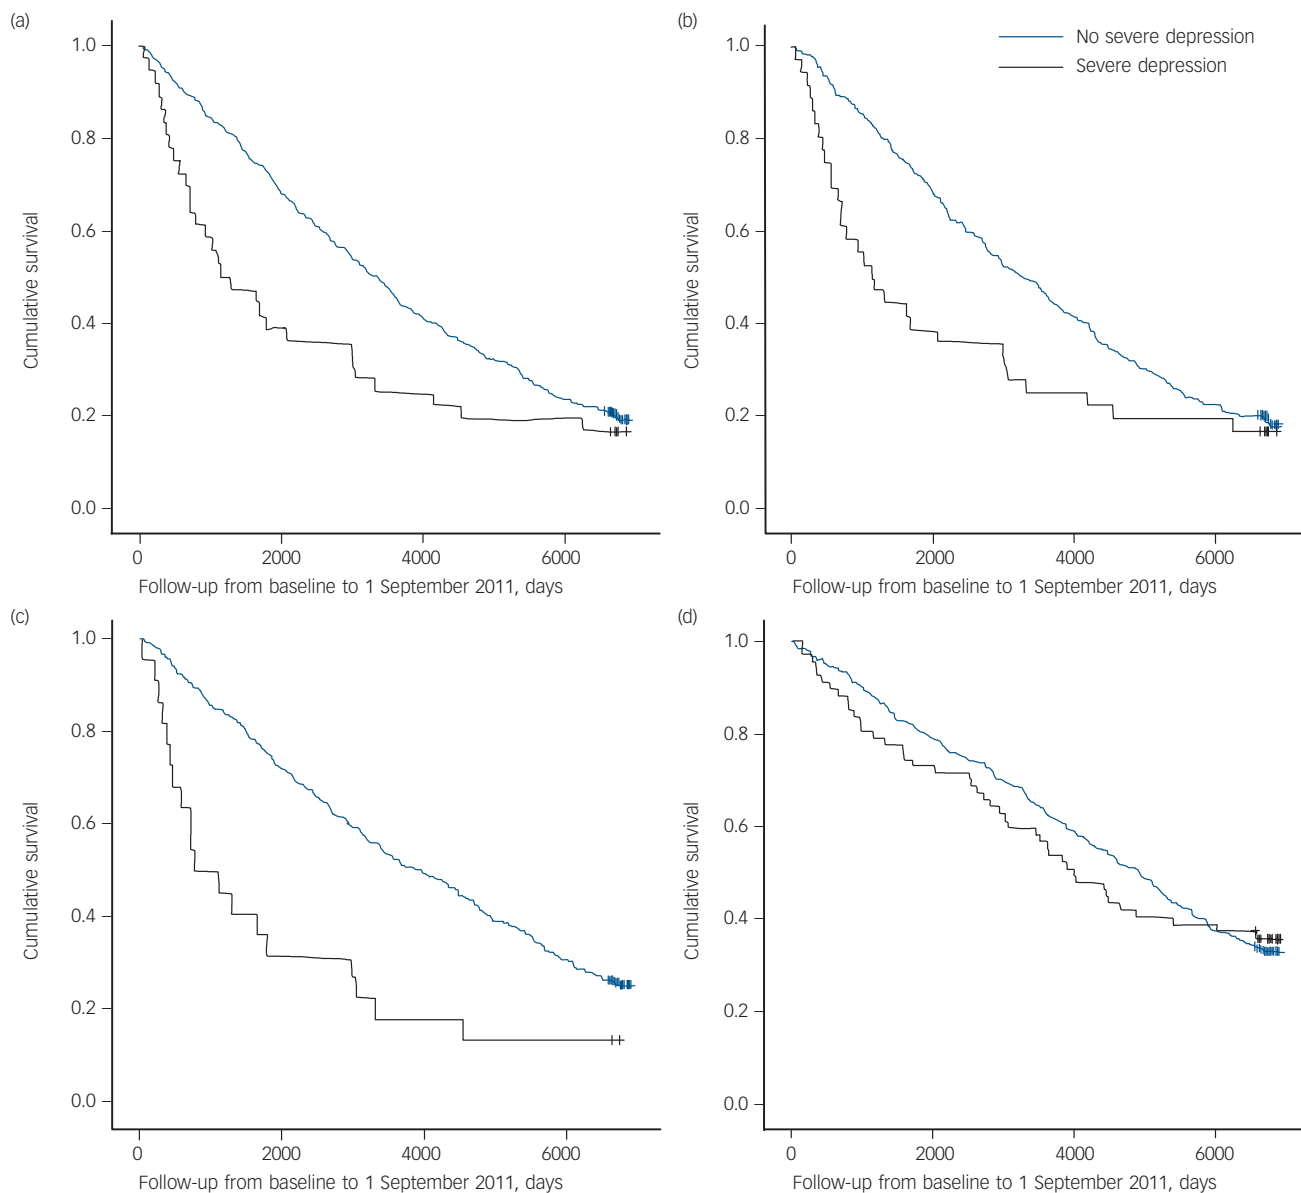 (a)
1.0
0.8
0.6
0.4
0.2
0.0
Cumulative survival
0 2000 4000 6000
Follow-up from baseline to 1 September 2011, days
(b)
No severe depression
Severe depression
1.0
0.8
0.6
0.4
0.2
0.0
Cumulative survival
0 2000 4000 6000
Follow-up from baseline to 1 September 2011, days
(c)
1.0
0.8
0.6
0.4
0.2
0.0
Cumulative survival
0 2000 4000 6000
Follow-up from baseline to 1 September 2011, days
(d)
1.0
0.8
0.6
0.4
0.2
0.0
Cumulative survival
0 2000 4000 6000
Follow-up from baseline to 1 September 2011, days